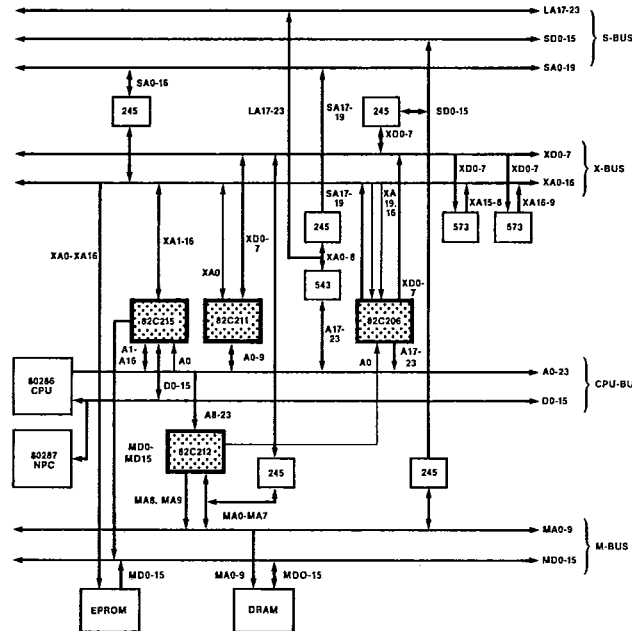 LA17-23
SD0-15
S-BUS
SA0-19
SA0-16
245
LA17-23
SA17-
19
245
SD0-15
XD0-7
XD0-7
X-BUS
XA0-16
XD0-7
XD0-7
XA0-XA16
XA1-16
XA0
XD0-
7
SA17-
19
XA
19,
16
XA15-8
XA16-9
573
573
245
XA0-8
543
XD0-
7
82C215
82C211
82C206
A1-
A16
A0
A0-9
A17-
23
A0
A17-
23
80286
CPU
D0-15
A0-23
CPU-BU
D0-15
A8-23
80287
NPC
MD0-
MD15
82C212
245
245
MA8, MA9
MA0-MA7
MA0-9
M-BUS
MD0-15
MD0-15
MA0-9
MDO-15
EPROM
DRAM